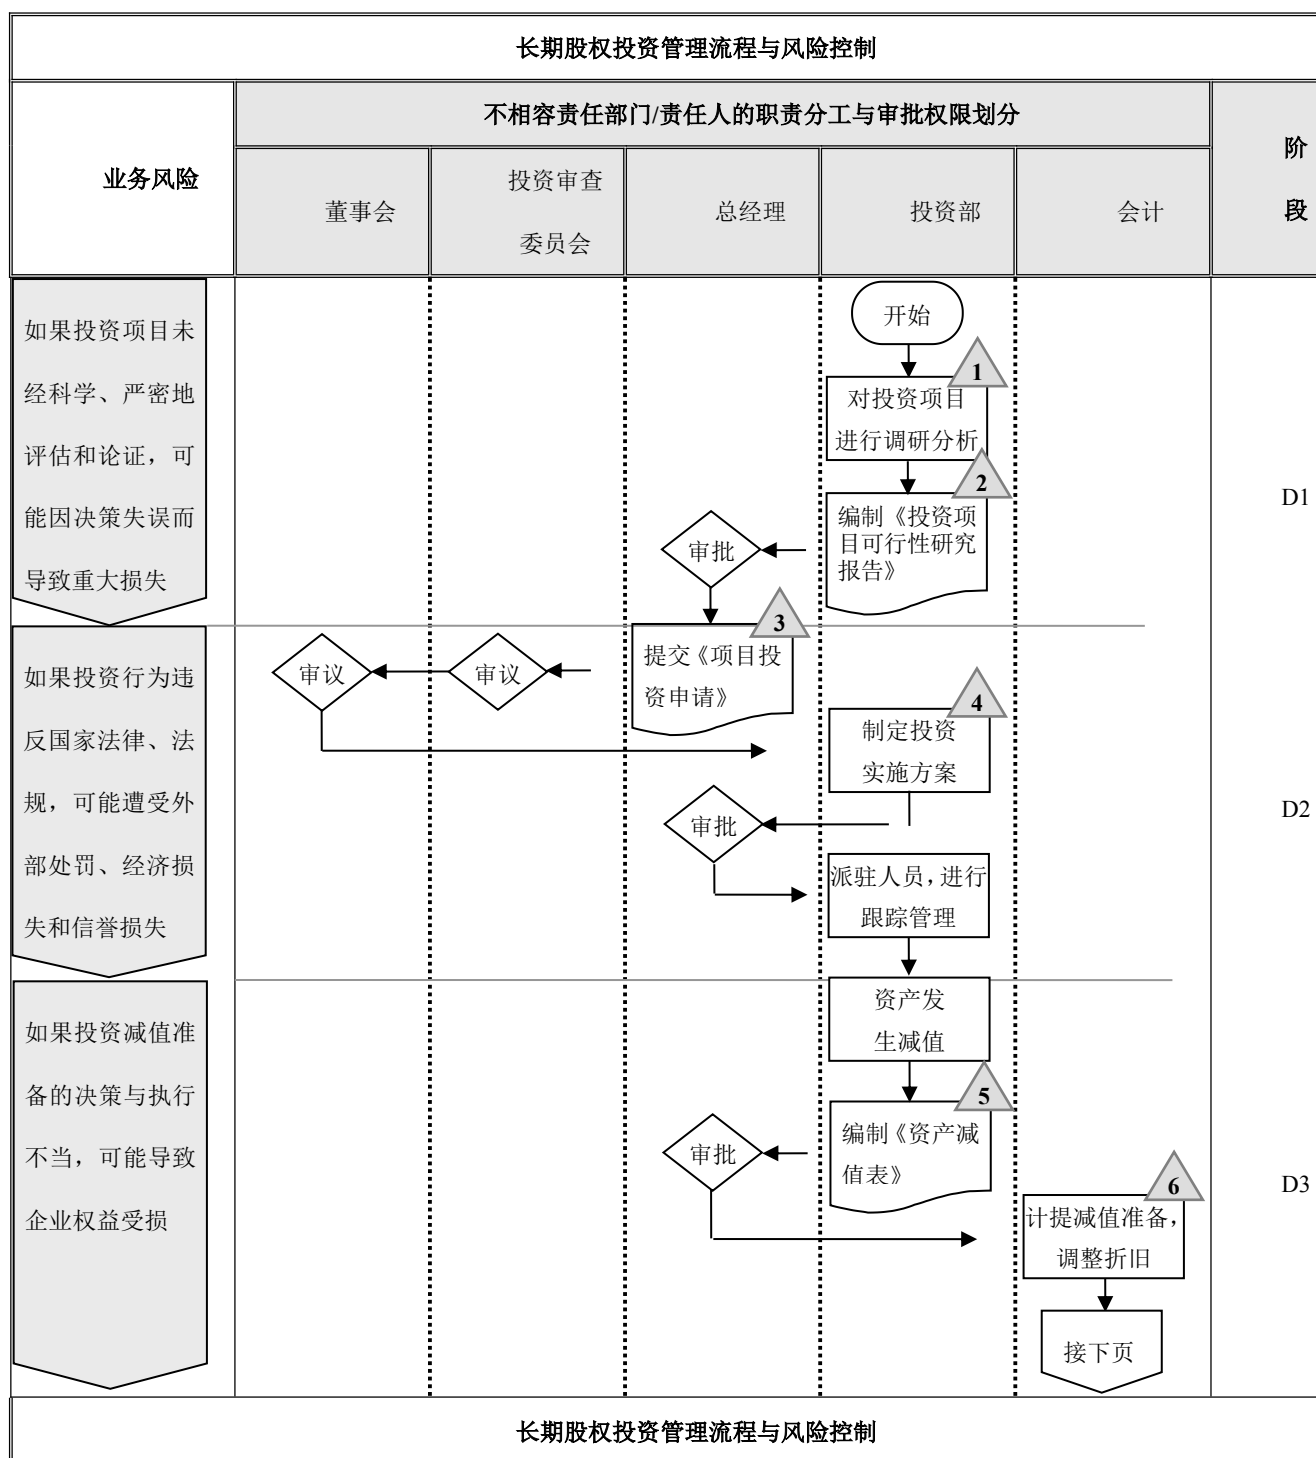 长期股权投资管理流程与风险控制
不相容责任部门/责任人的职责分工与审批权限划分
业务风险
阶
段
董事会
投资审查
委员会
总经理
投资部
会计
如果投资项目未
经科学、严密地
评估和论证，可
能因决策失误而
导致重大损失
开始
1
对投资项目
进行调研分析
2
编制《投资项
目可行性研究
报告》
审批
D1
3
提交《项目投
资申请》
审议
审议
如果投资行为违
反国家法律、法
规，可能遭受外
部处罚、经济损
失和信誉损失
4
制定投资
实施方案
审批
派驻人员，进行
跟踪管理
D2
资产发
生减值
如果投资减值准
备的决策与执行
不当，可能导致
企业权益受损
5
编制《资产减
值表》
审批
6
计提减值准备，
调整折旧
接下页
D3
长期股权投资管理流程与风险控制